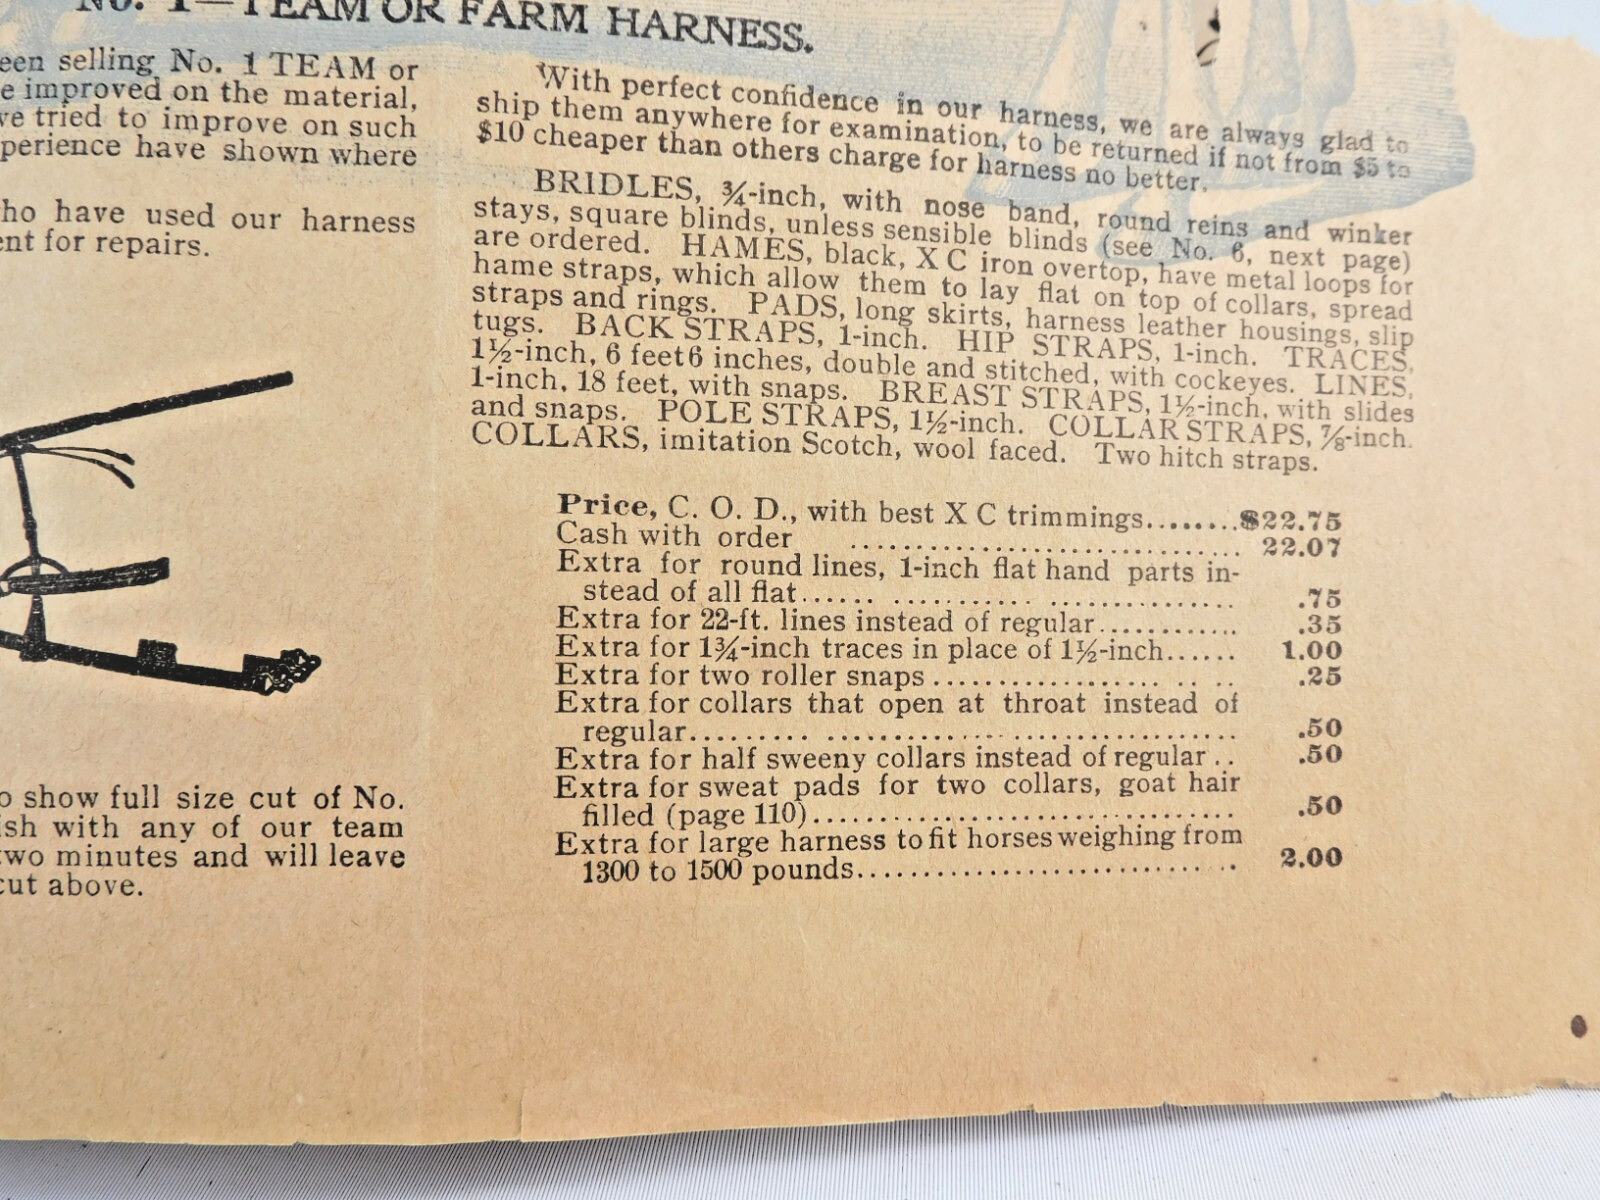 No. 1—TEAM OR FARM HARNESS.
een selling No. 1 TEAM or
e improved on the material,
ve tried to improve on such
perience have shown where
ho have used our harness
ent for repairs.
o show full size cut of No.
ish with any of our team
two minutes and will leave
cut above.
With perfect confidence in our harness, we are always glad to
ship them anywhere for examination, to be returned if not from $5 to
$10 cheaper than others charge for harness no better.
BRIDLES, ¾-inch, with nose band, round reins and winker
stays, square blinds, unless sensible blinds (see No. 6, next page)
are ordered. HAMES, black, X C iron overtop, have metal loops for
hame straps, which allow them to lay flat on top of collars, spread
straps and rings. PADS, long skirts, harness leather housings, slip
tugs. BACK STRAPS, 1-inch. HIP STRAPS, 1-inch. TRACES,
1½-inch, 6 feet 6 inches, double and stitched, with cockeyes. LINES,
1-inch, 18 feet, with snaps. BREAST STRAPS, 1½-inch, with slides
and snaps. POLE STRAPS, 1½-inch. COLLAR STRAPS, ⅞-inch.
COLLARS, imitation Scotch, wool faced. Two hitch straps.
Price, C. O. D., with best X C trimmings........$22.75
Cash with order .............................. 22.07
Extra for round lines, 1-inch flat hand parts in-
stead of all flat...... ........... .............. .75
Extra for 22-ft. lines instead of regular............ .35
Extra for 1¾-inch traces in place of 1½-inch...... 1.00
Extra for two roller snaps ................. .. .. .25
Extra for collars that open at throat instead of
regular......... ............................... .50
Extra for half sweeny collars instead of regular .. .50
Extra for sweat pads for two collars, goat hair
filled (page 110)................................ .50
Extra for large harness to fit horses weighing from
1300 to 1500 pounds............................. 2.00